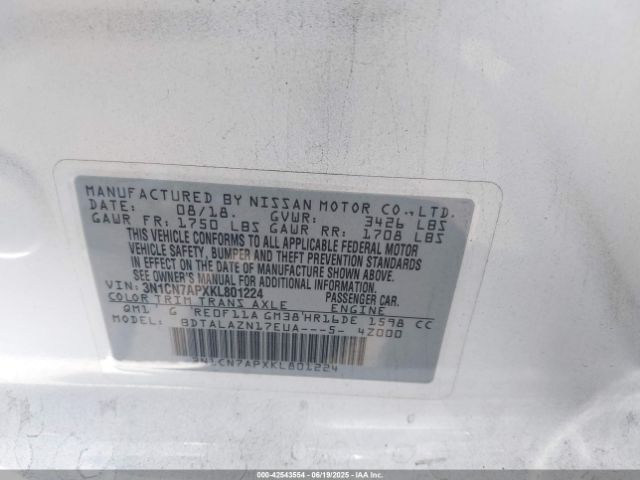 MANUFACTURED BY NISSAN MOTOR CO.,LTD.
DATE: 08/18. GVWR: 3426 LBS
GAWR FR: 1750 LBS GAWR RR: 1708 LBS
THIS VEHICLE CONFORMS TO ALL APPLICABLE FEDERAL MOTOR
VEHICLE SAFETY, BUMPER AND THEFT PREVENTION STANDARDS
IN EFFECT ON THE DATE OF MANUFACTURE SHOWN ABOVE.
SEE OWNER'S MANUAL FOR ADDITIONAL INFORMATION.
VIN: 3N1CN7APXKL801224 PASSENGER CAR.
COLOR TRIM TRANS AXLE ENGINE
QM1 G RE0F11A GM38 HR16DE 1598 CC
MODEL: BDTALAZN17EUA---5- 4Z000
3N1CN7APXKL801224
000-42543554 | 06/19/2025 | IAAI.COM